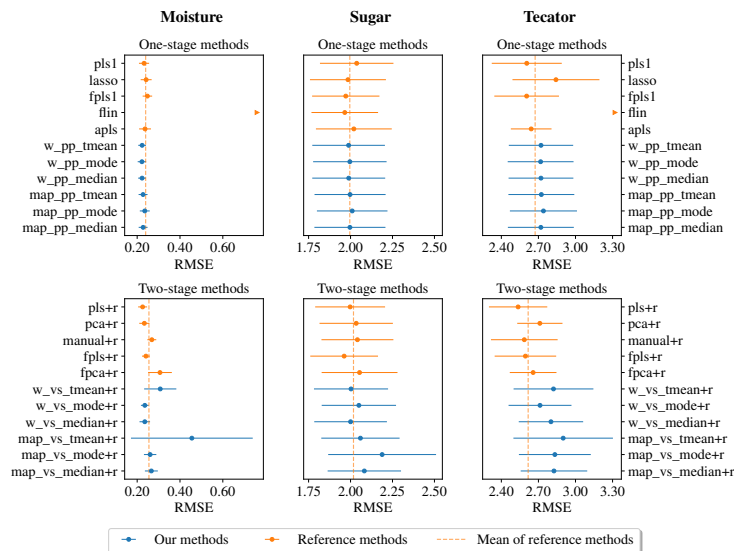 Moisture Sugar Tecator
One-stage methods One-stage methods One-stage methods
pls1 pls1
lasso lasso
fpls1 fpls1
flin flin
apls apls
w_pp_tmean w_pp_tmean
w_pp_mode w_pp_mode
w_pp_median w_pp_median
map_pp_tmean map_pp_tmean
map_pp_mode map_pp_mode
map_pp_median map_pp_median
0.20 0.40 0.60 1.75 2.00 2.25 2.50 2.40 2.70 3.00 3.30
RMSE RMSE RMSE
Two-stage methods Two-stage methods Two-stage methods
pls+r pls+r
pca+r pca+r
manual+r manual+r
fpls+r fpls+r
fpca+r fpca+r
w_vs_tmean+r w_vs_tmean+r
w_vs_mode+r w_vs_mode+r
w_vs_median+r w_vs_median+r
map_vs_tmean+r map_vs_tmean+r
map_vs_mode+r map_vs_mode+r
map_vs_median+r map_vs_median+r
0.20 0.40 0.60 1.75 2.00 2.25 2.50 2.40 2.70 3.00 3.30
RMSE RMSE RMSE
Our methods Reference methods Mean of reference methods